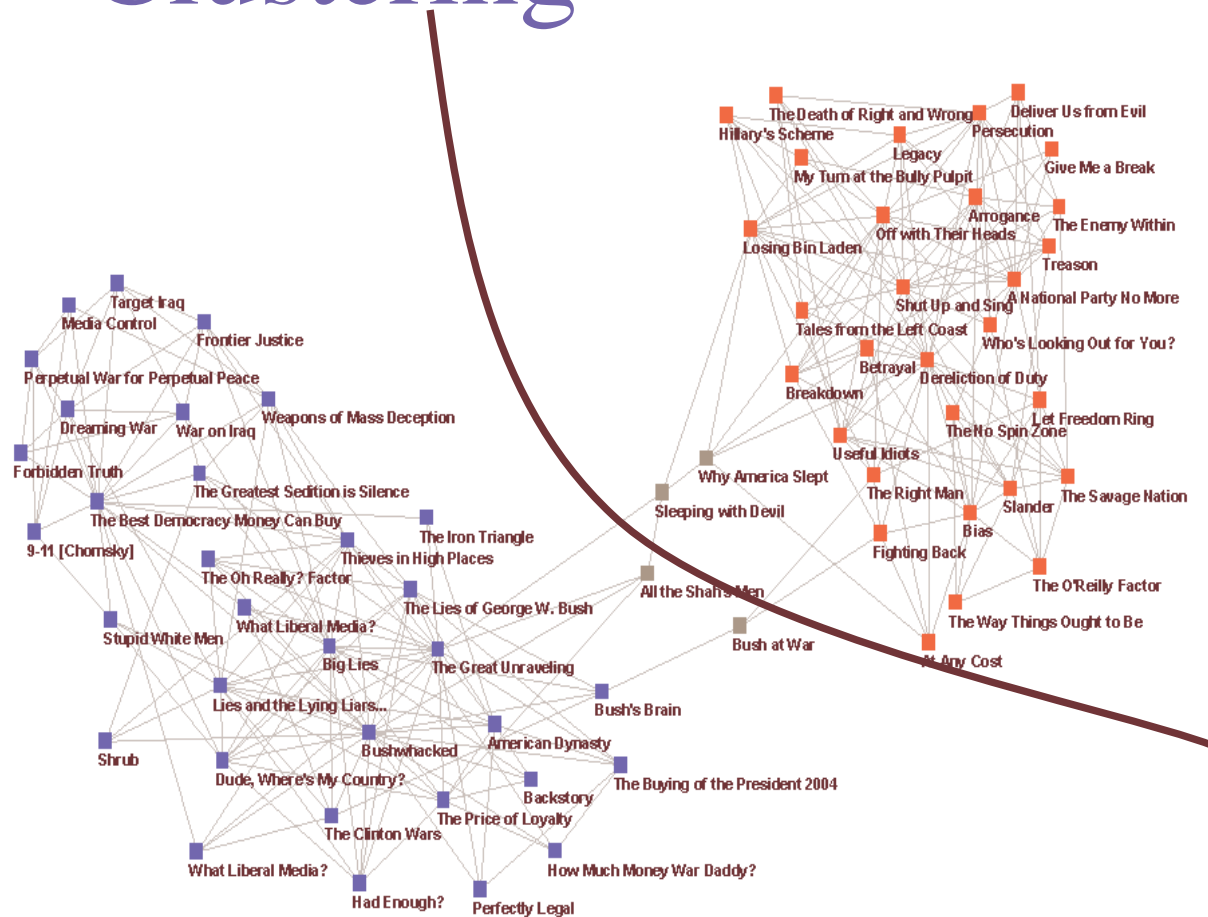 Clustering
The Death of Right and Wrong
Deliver Us from Evil
Hillary's Scheme
Persecution
Legacy
Give Me a Break
My Turn at the Bully Pulpit
Arrogance
The Enemy Within
Off with Their Heads
Losing Bin Laden
Treason
A National Party No More
Shut Up and Sing
Tales from the Left Coast
Who's Looking Out for You?
Betrayal
Dereliction of Duty
Breakdown
Let Freedom Ring
The No Spin Zone
Useful Idiots
Why America Slept
The Right Man
The Savage Nation
Slander
Sleeping with Devil
Bias
Fighting Back
The O'Reilly Factor
All the Shah's Men
The Way Things Ought to Be
Bush at War
At Any Cost
Target Iraq
Media Control
Frontier Justice
Perpetual War for Perpetual Peace
Weapons of Mass Deception
Dreaming War
War on Iraq
Forbidden Truth
The Greatest Sedition is Silence
The Best Democracy Money Can Buy
The Iron Triangle
9-11 [Chomsky]
Thieves in High Places
The Oh Really? Factor
The Lies of George W. Bush
What Liberal Media?
Stupid White Men
Big Lies
The Great Unraveling
Lies and the Lying Liars...
Bush's Brain
Bushwhacked
American Dynasty
Shrub
Dude, Where's My Country?
The Buying of the President 2004
Backstory
The Price of Loyalty
The Clinton Wars
What Liberal Media?
How Much Money War Daddy?
Had Enough?
Perfectly Legal